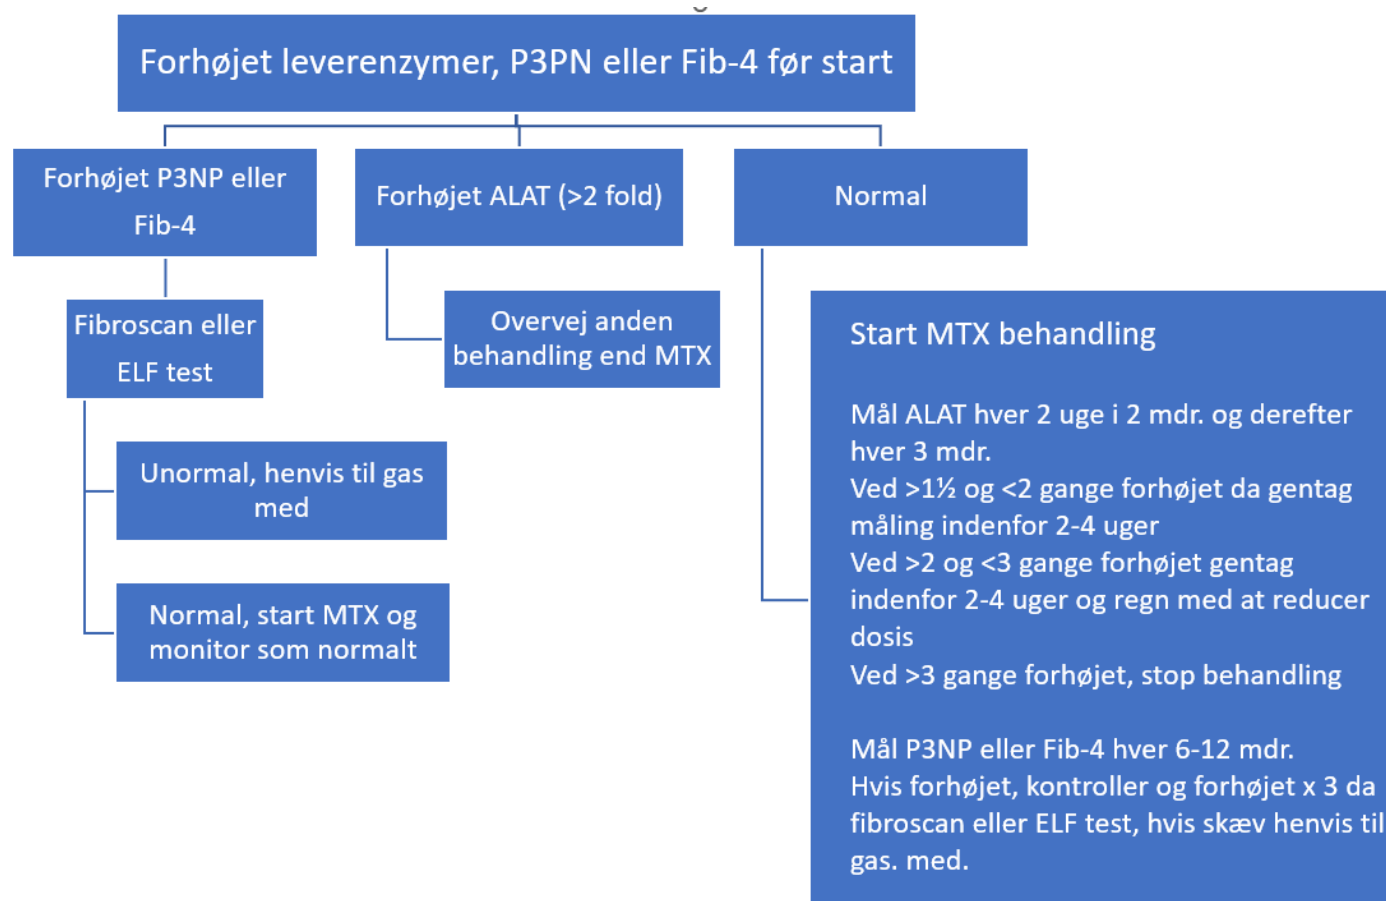 Forhøjet leverenzymer, P3PN eller Fib-4 før start
Forhøjet P3NP eller
Fib-4
Forhøjet ALAT (>2 fold)
Normal
Fibroscan eller
ELF test
Overvej anden
behandling end MTX
Unormal, henvis til gas
med
Normal, start MTX og
monitor som normalt
Start MTX behandling
Mål ALAT hver 2 uge i 2 mdr. og derefter
hver 3 mdr.
Ved >1½ og <2 gange forhøjet da gentag
måling indenfor 2-4 uger
Ved >2 og <3 gange forhøjet gentag
indenfor 2-4 uger og regn med at reducer
dosis
Ved >3 gange forhøjet, stop behandling
Mål P3NP eller Fib-4 hver 6-12 mdr.
Hvis forhøjet, kontroller og forhøjet x 3 da
fibroscan eller ELF test, hvis skæv henvis til
gas. med.